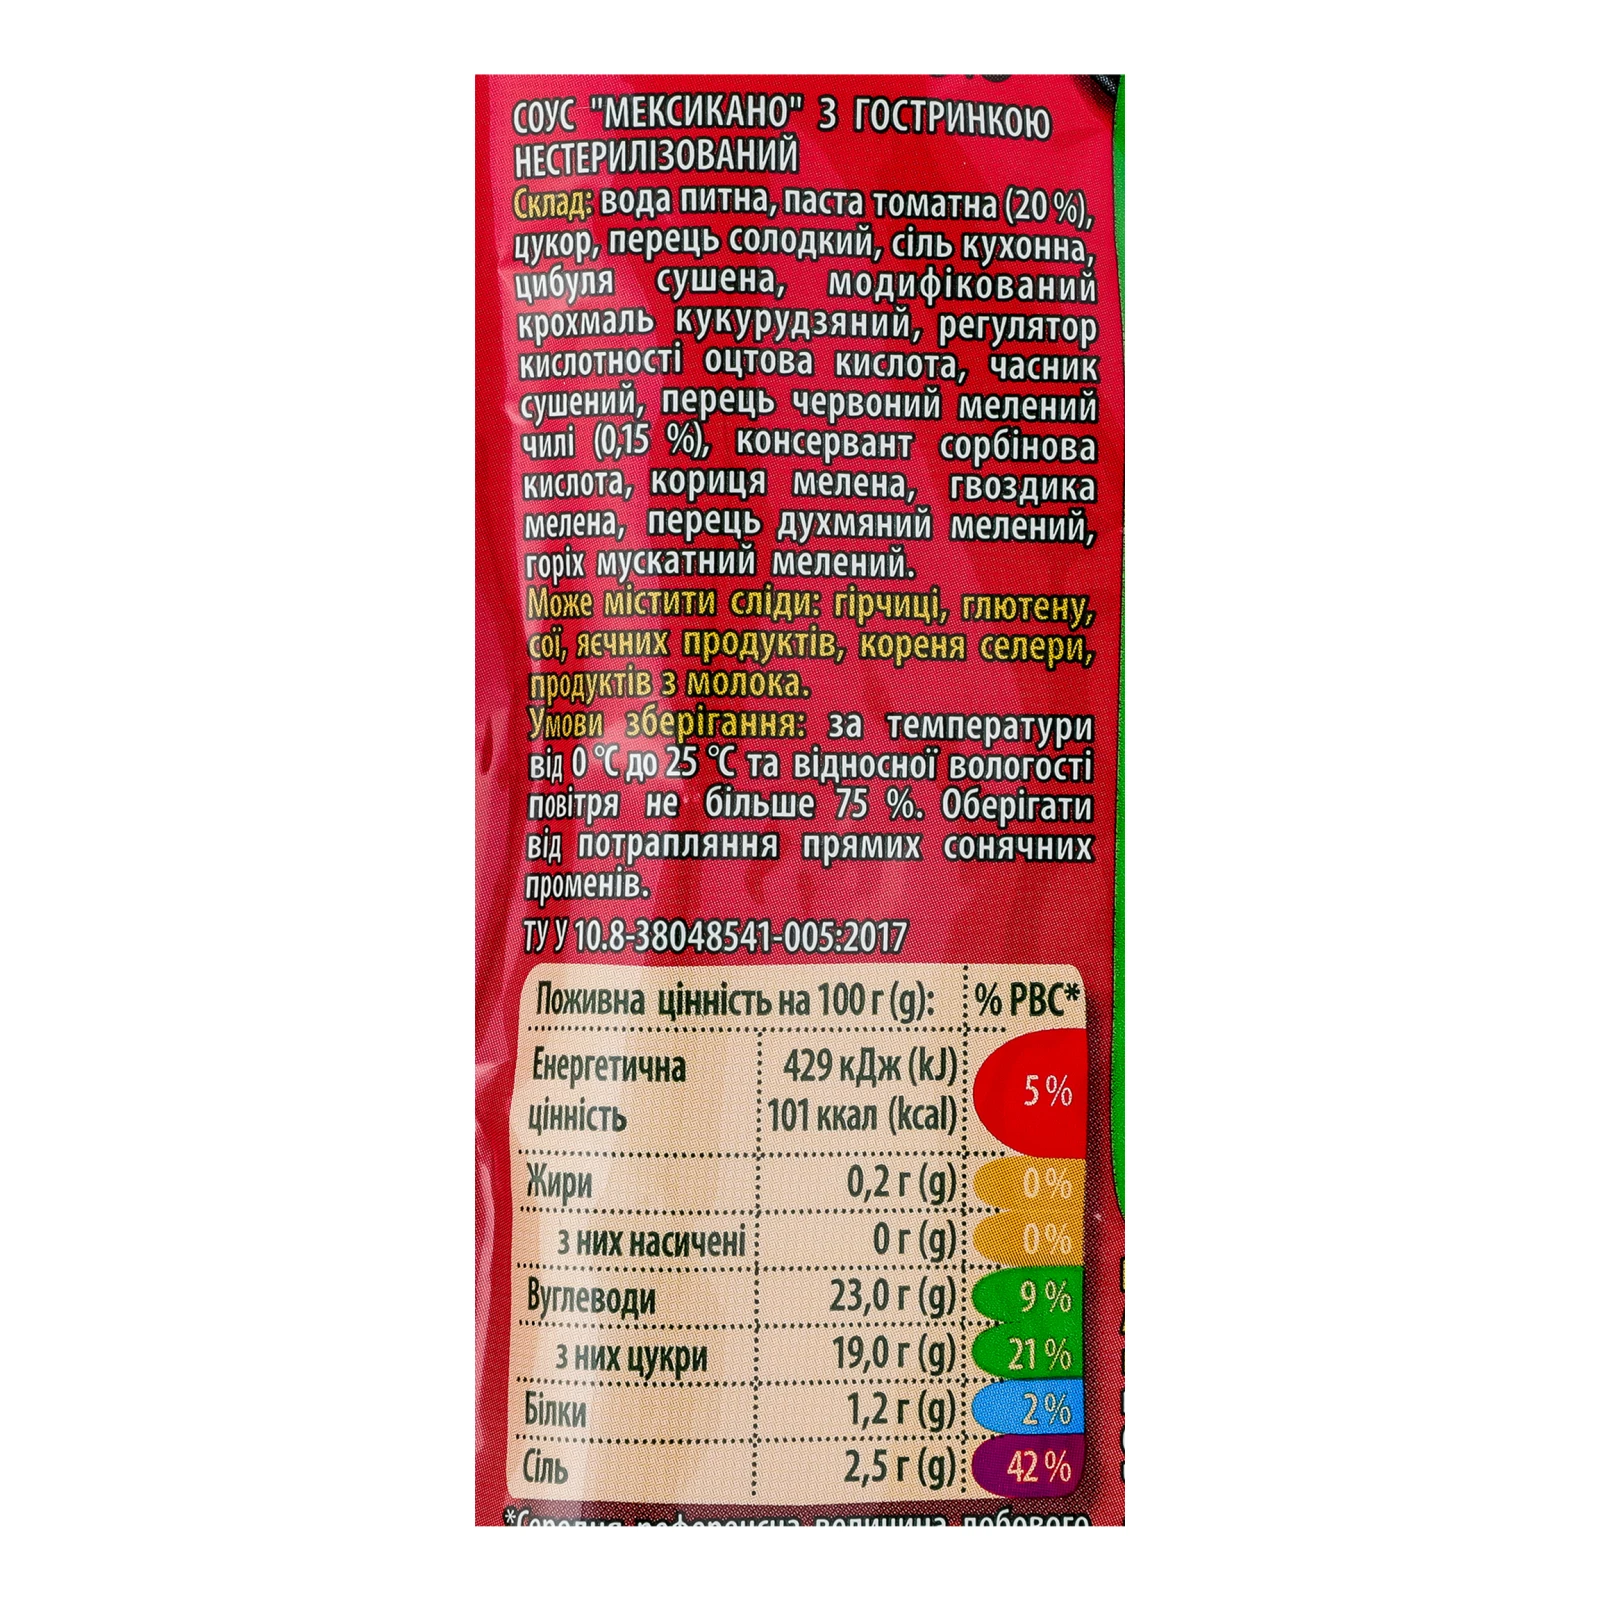 СОУС "МЕКСИКАНО" З ГОСТРИНКОЮ
НЕСТЕРИЛІЗОВАНИЙ
Склад: вода питна, паста томатна (20 %),
цукор, перець солодкий, сіль кухонна,
цибуля сушена, модифікований
крохмаль кукурудзяний, регулятор
кислотності оцтова кислота, часник
сушений, перець червоний мелений
чилі (0,15 %), консервант сорбінова
кислота, кориця мелена, гвоздика
мелена, перець духмяний мелений,
горіх мускатний мелений.
Може містити сліди: гірчиці, глютену,
сої, яєчних продуктів, кореня селери,
продуктів з молока.
Умови зберігання: за температури
від 0 °C до 25 °C та відносної вологості
повітря не більше 75 %. Оберігати
від потрапляння прямих сонячних
променів.
ТУ У 10.8-38048541-005:2017
Поживна цінність на 100 г (g): % РВС*
Енергетична 429 кДж (kJ)
цінність 101 ккал (kcal) 5 %
Жири 0,2 г (g) 0 %
з них насичені 0 г (g) 0 %
Вуглеводи 23,0 г (g) 9 %
з них цукри 19,0 г (g) 21 %
Білки 1,2 г (g) 2 %
Сіль 2,5 г (g) 42 %
*Середня референсна величина добового